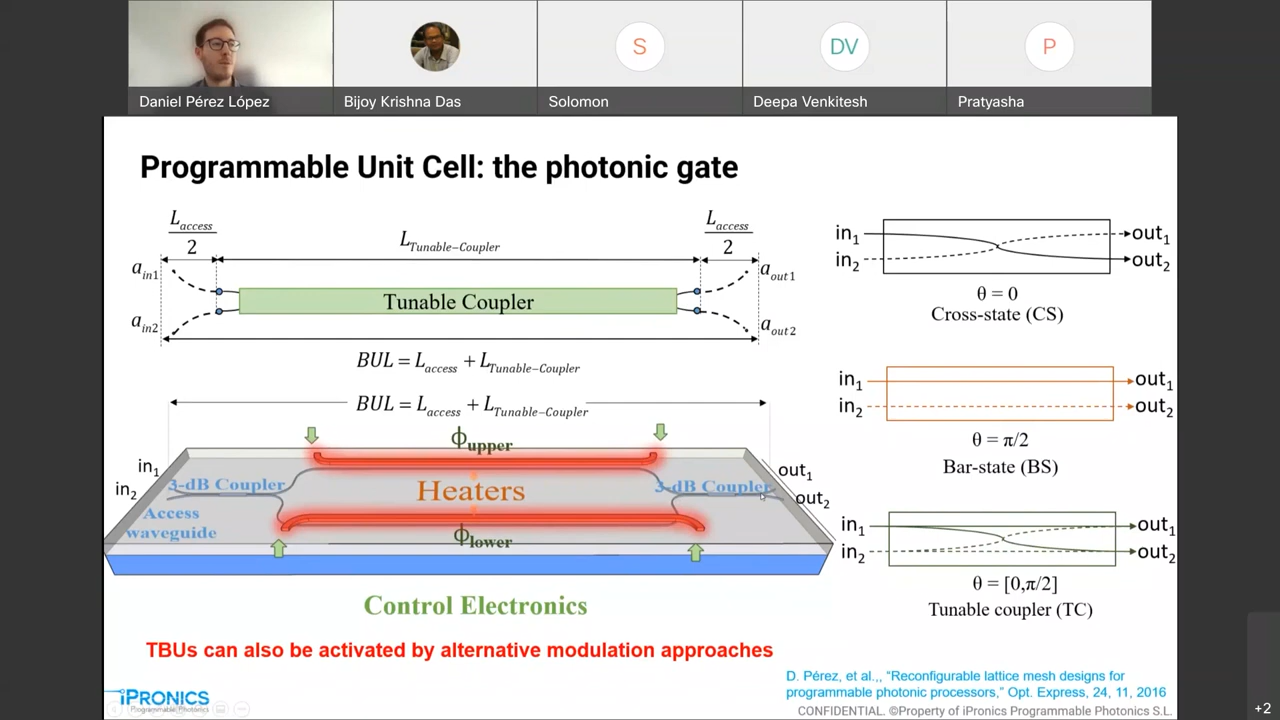 Daniel Pérez López
Bijoy Krishna Das
S
Solomon
DV
Deepa Venkitesh
P
Pratyasha
Programmable Unit Cell: the photonic gate
L_access / 2
L_Tunable−Coupler
L_access / 2
a_in1
a_out1
Tunable Coupler
a_in2
a_out2
BUL = L_access + L_Tunable−Coupler
BUL = L_access + L_Tunable−Coupler
ϕ_upper
in₁
out₁
in₂
3-dB Coupler
Heaters
3-dB Coupler
out₂
Access
waveguide
ϕ_lower
Control Electronics
TBUs can also be activated by alternative modulation approaches
in₁
out₁
in₂
out₂
θ = 0
Cross-state (CS)
in₁
out₁
in₂
out₂
θ = π/2
Bar-state (BS)
in₁
out₁
in₂
out₂
θ = [0,π/2]
Tunable coupler (TC)
D. Pérez, et al.,, “Reconfigurable lattice mesh designs for
programmable photonic processors,” Opt. Express, 24, 11, 2016
iPRONICS
Programmable Photonics
CONFIDENTIAL. ©Property of iPronics Programmable Photonics S.L.
+2